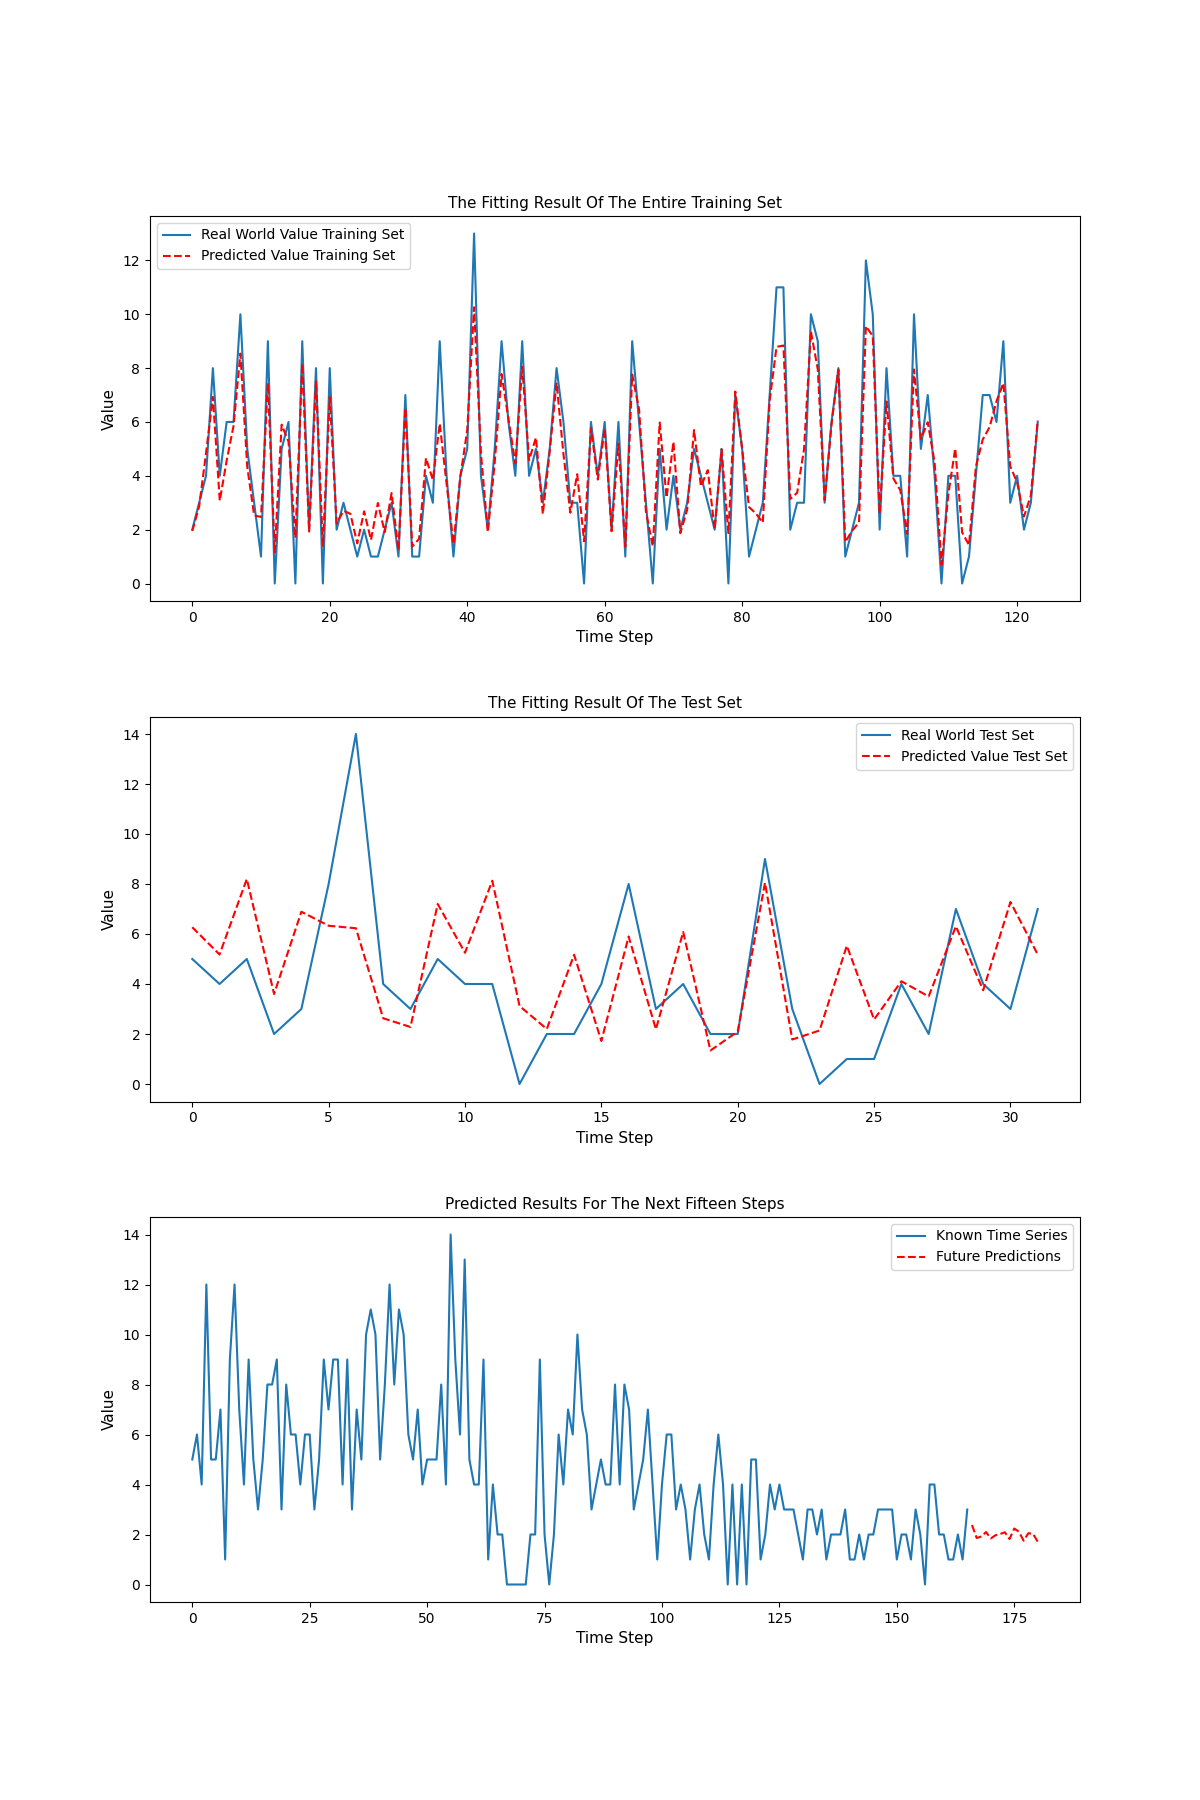 The Fitting Result Of The Entire Training Set
Real World Value Training Set
Predicted Value Training Set
Value
12
10
8
6
4
2
0
0 20 40 60 80 100 120
Time Step
The Fitting Result Of The Test Set
Real World Test Set
Predicted Value Test Set
Value
14
12
10
8
6
4
2
0
0 5 10 15 20 25 30
Time Step
Predicted Results For The Next Fifteen Steps
Known Time Series
Future Predictions
Value
14
12
10
8
6
4
2
0
0 25 50 75 100 125 150 175
Time Step